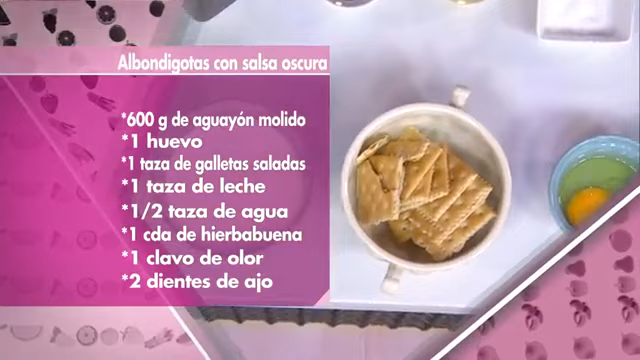 Albondigotas con salsa oscura
*600 g de aguayón molido
*1 huevo
*1 taza de galletas saladas
*1 taza de leche
*1/2 taza de agua
*1 cda de hierbabuena
*1 clavo de olor
*2 dientes de ajo